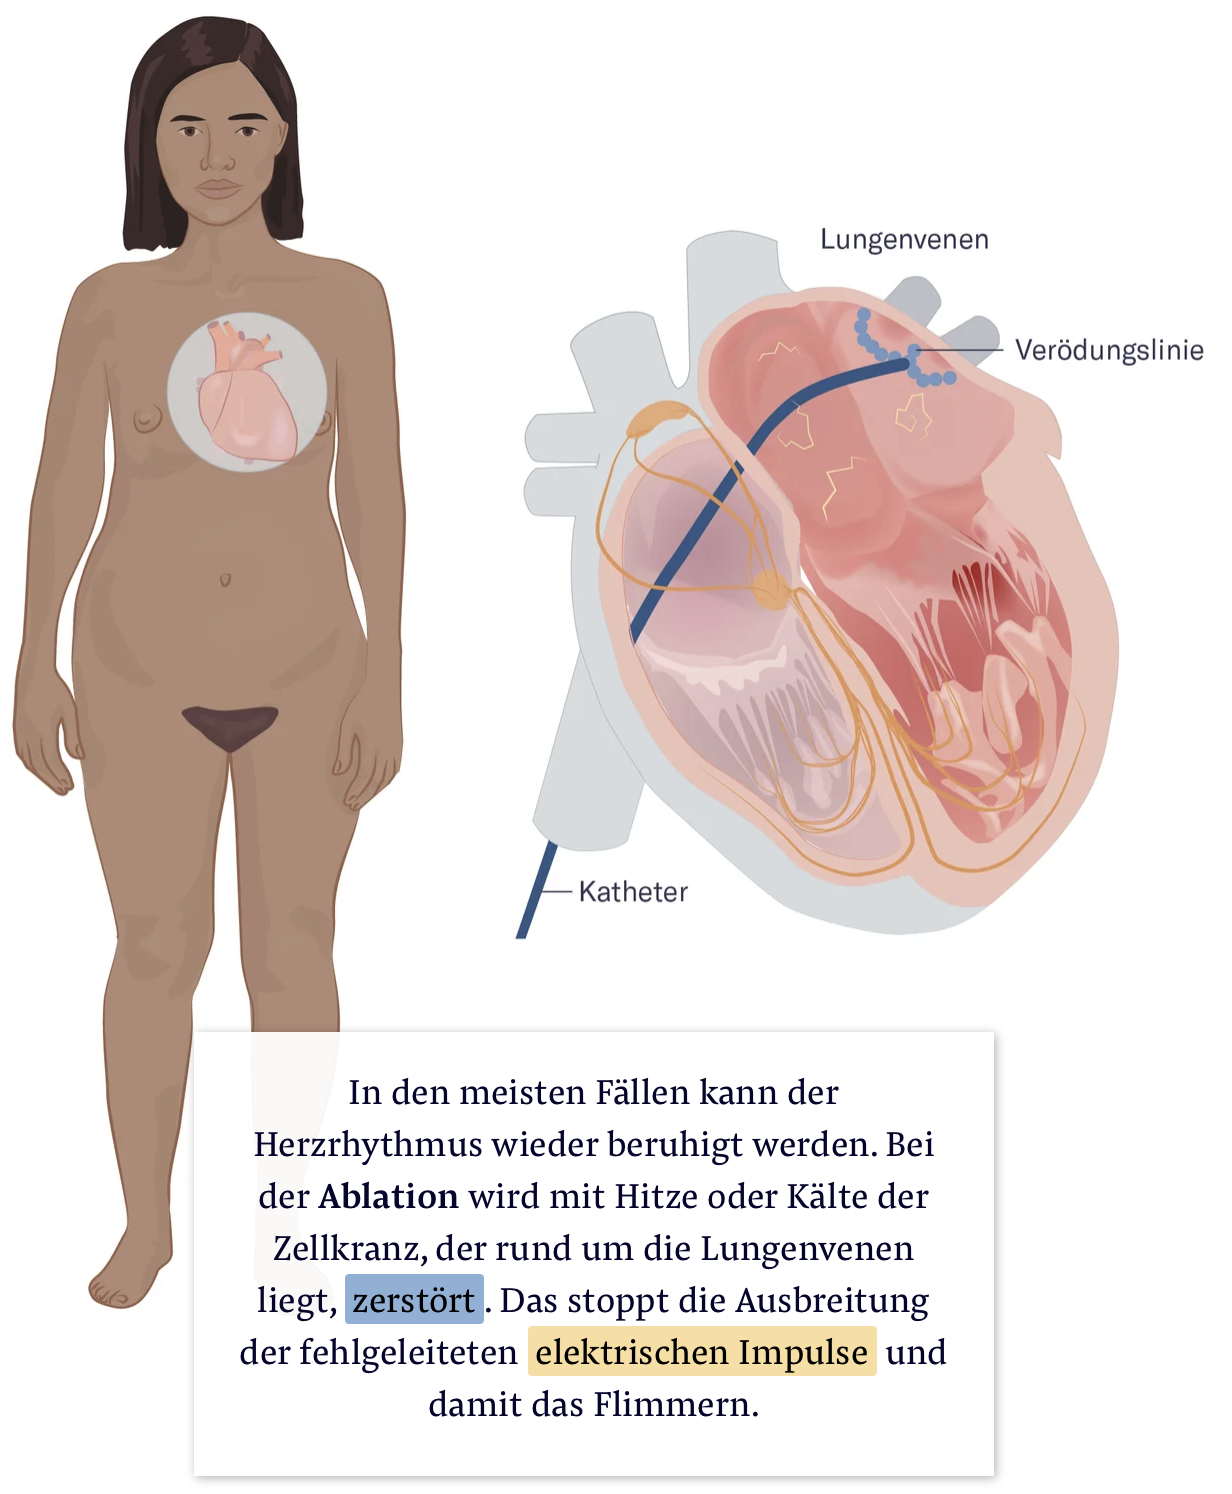 Lungenvenen
Verödungslinie
Katheter
In den meisten Fällen kann der
Herzrhythmus wieder beruhigt werden. Bei
der Ablation wird mit Hitze oder Kälte der
Zellkranz, der rund um die Lungenvenen
liegt, zerstört. Das stoppt die Ausbreitung
der fehlgeleiteten elektrischen Impulse und
damit das Flimmern.